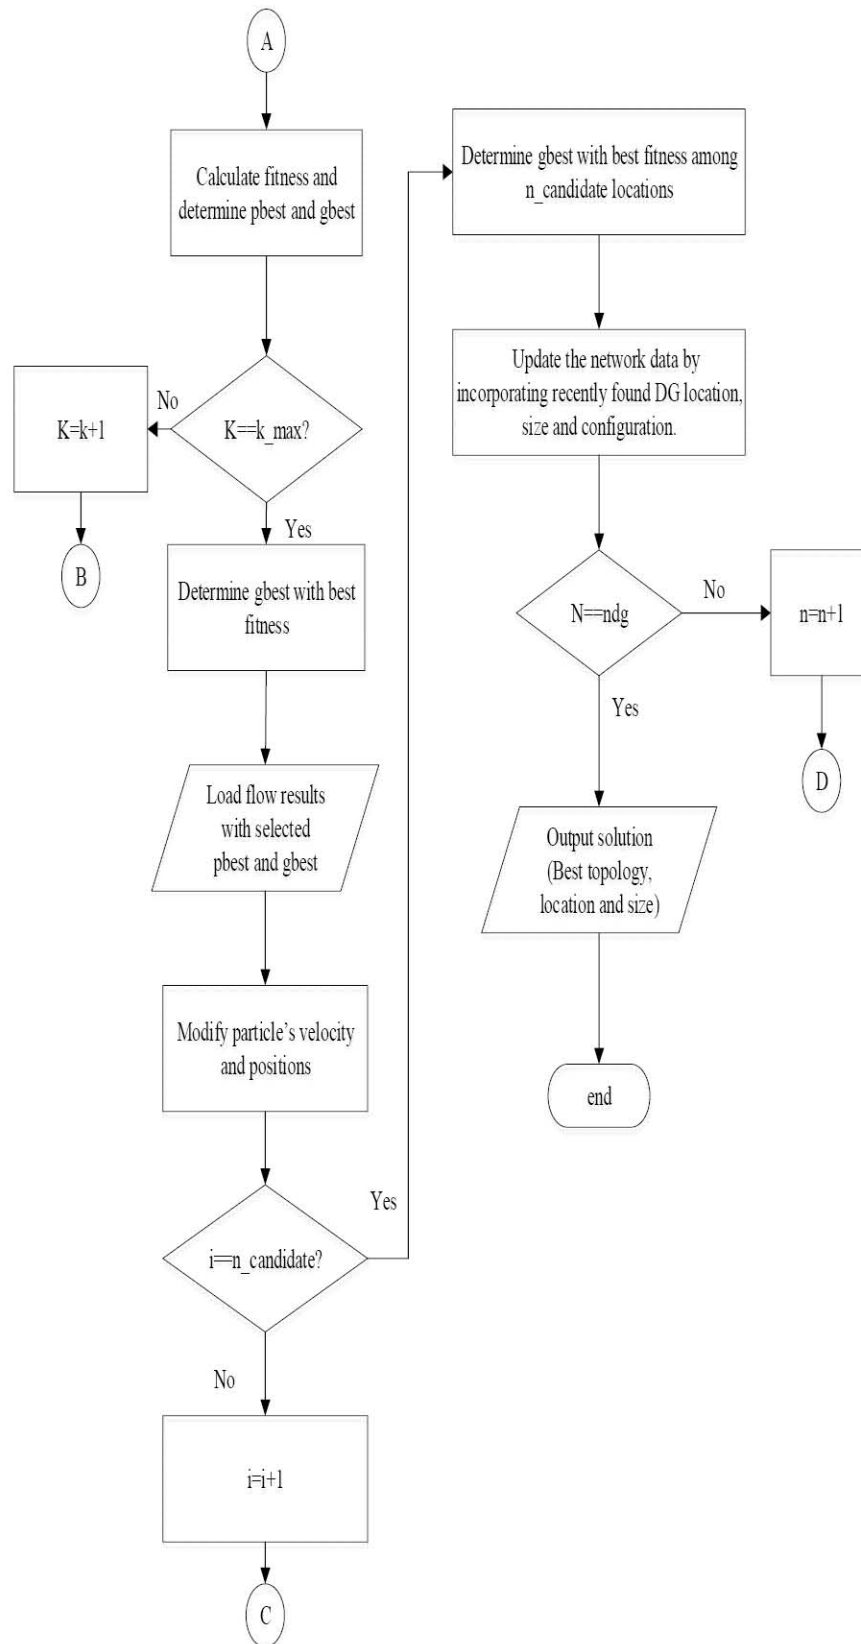 A
Calculate fitness and
determine pbest and gbest
K==k_max?
No
K=k+1
B
Yes
Determine gbest with best
fitness
Load flow results
with selected
pbest and gbest
Modify particle's velocity
and positions
i==n_candidate?
Yes
No
i=i+1
C
Determine gbest with best fitness among
n_candidate locations
Update the network data by
incorporating recently found DG location,
size and configuration.
N==ndg
No
n=n+1
D
Yes
Output solution
(Best topology,
location and size)
end